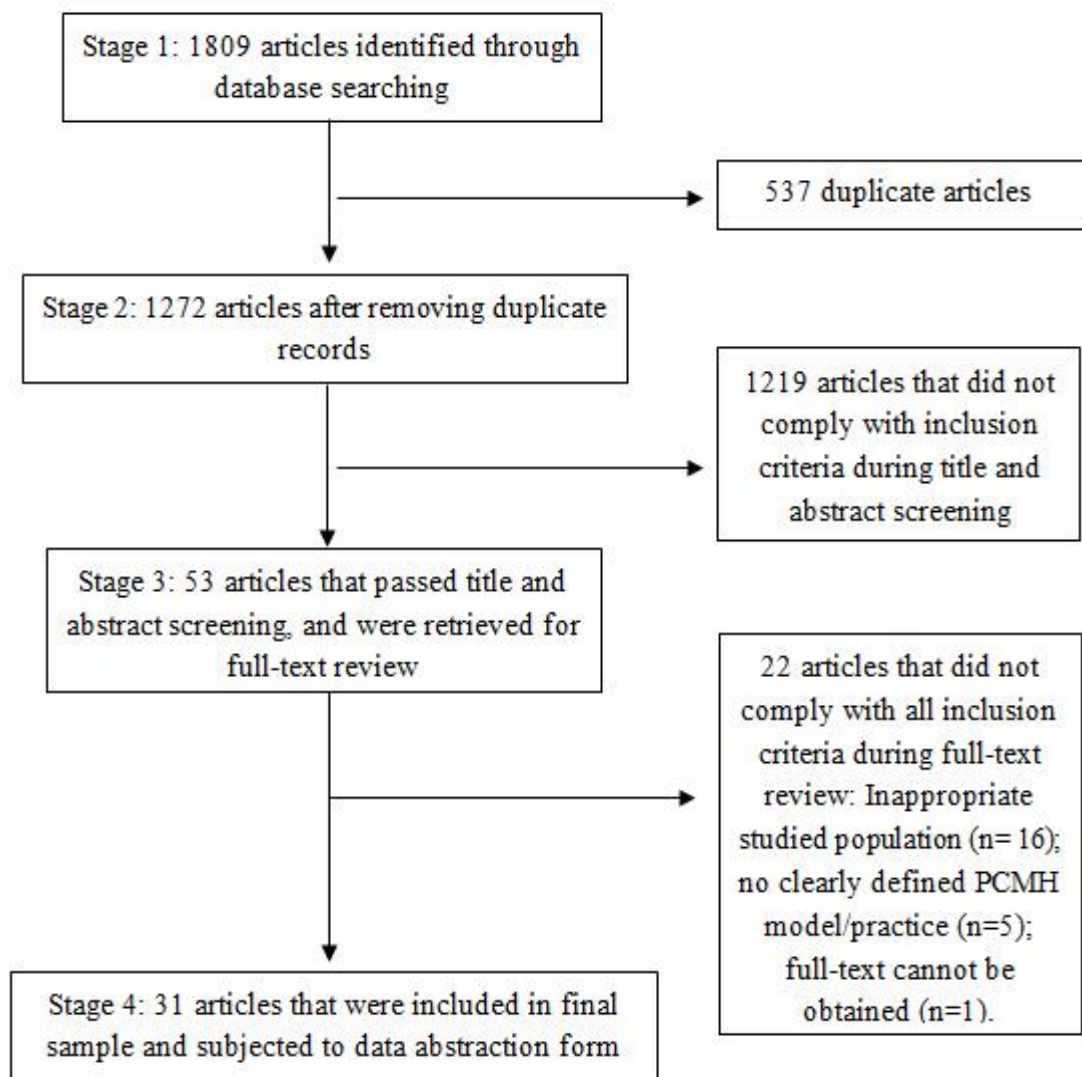 Stage 1: 1809 articles identified through
database searching
537 duplicate articles
Stage 2: 1272 articles after removing duplicate
records
1219 articles that did not
comply with inclusion
criteria during title and
abstract screening
Stage 3: 53 articles that passed title and
abstract screening, and were retrieved for
full-text review
22 articles that did not
comply with all inclusion
criteria during full-text
review: Inappropriate
studied population (n= 16);
no clearly defined PCMH
model/practice (n=5);
full-text cannot be
obtained (n=1).
Stage 4: 31 articles that were included in final
sample and subjected to data abstraction form